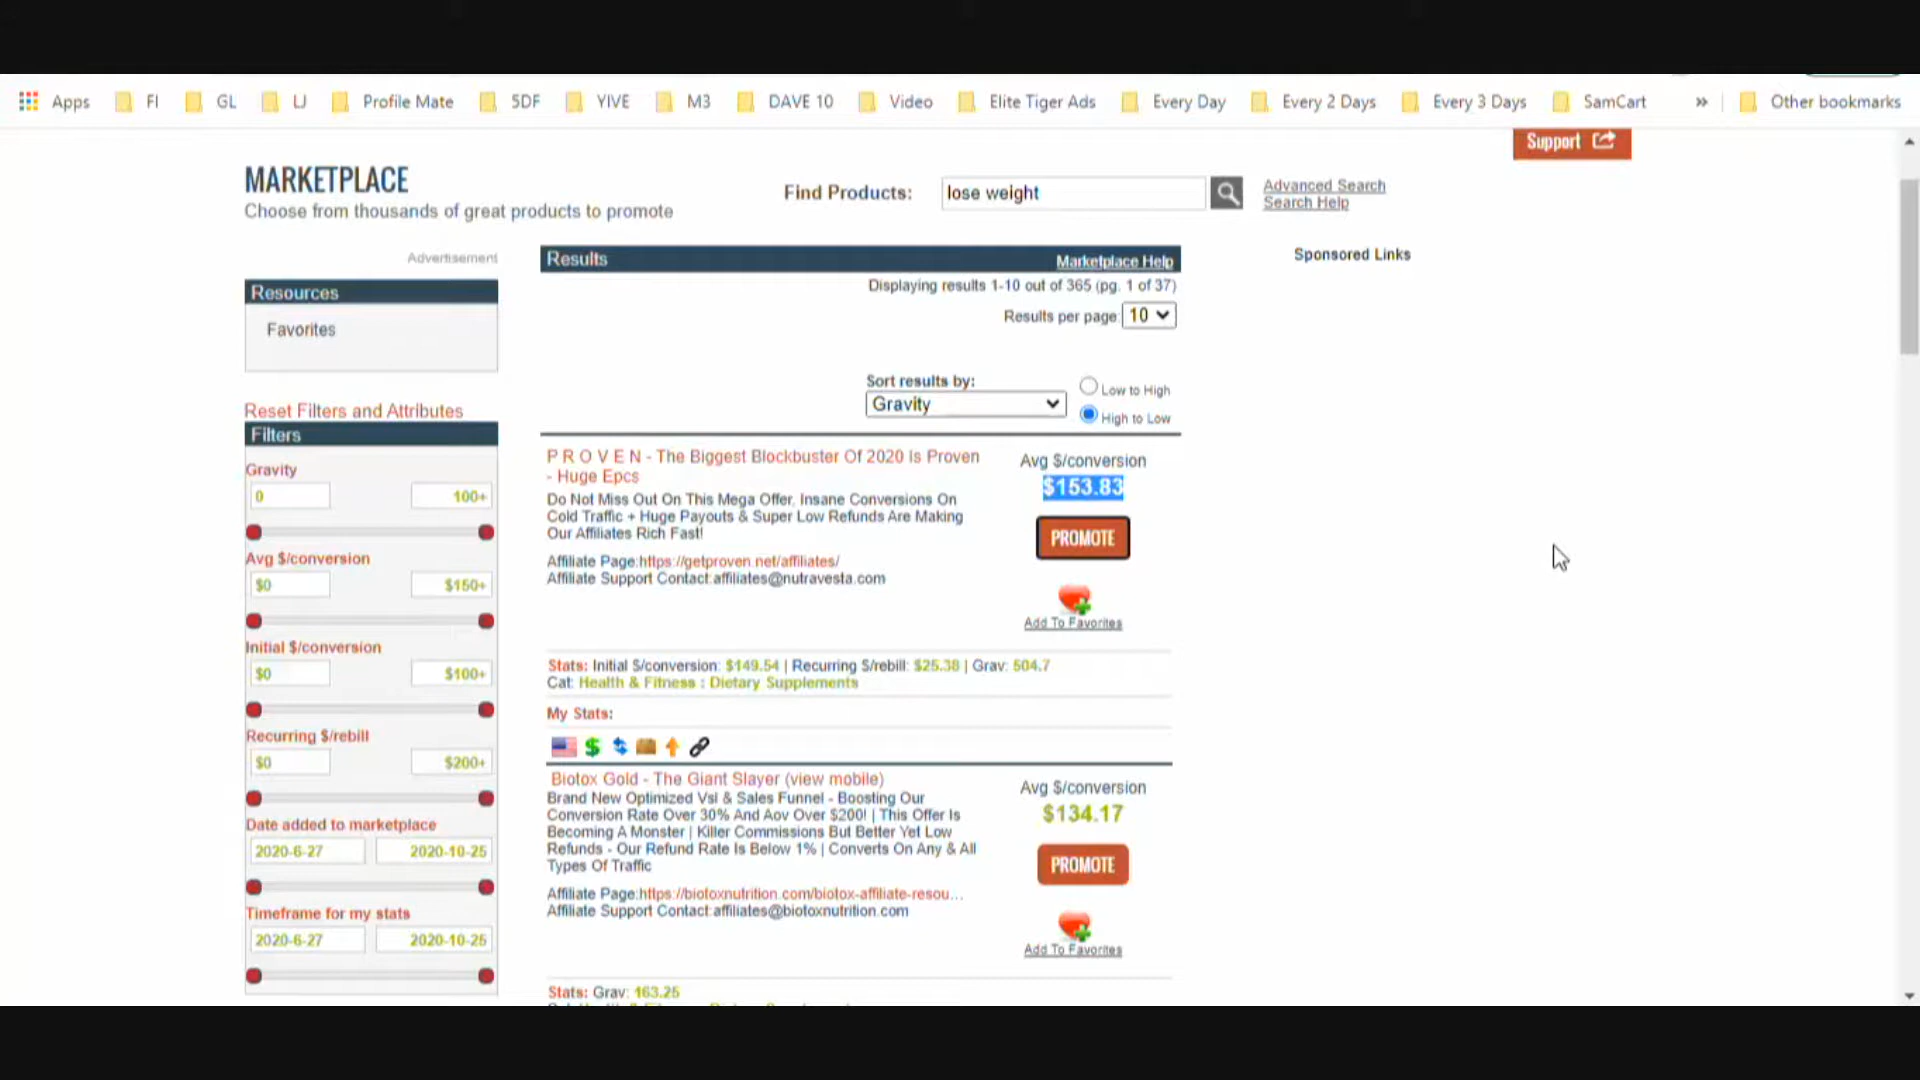 Apps FI GL LJ Profile Mate 5DF YIVE M3 DAVE 10 Video Elite Tiger Ads Every Day Every 2 Days Every 3 Days SamCart » Other bookmarks
Support
MARKETPLACE
Choose from thousands of great products to promote
Find Products: lose weight
Advanced Search
Search Help
Advertisement
Resources
Favorites
Reset Filters and Attributes
Filters
Gravity
0 100+
Avg $/conversion
$0 $150+
Initial $/conversion
$0 $100+
Recurring $/rebill
$0 $200+
Date added to marketplace
2020-6-27 2020-10-25
Timeframe for my stats
2020-6-27 2020-10-25
Results Marketplace Help
Displaying results 1-10 out of 365 (pg. 1 of 37)
Results per page: 10
Sort results by:
Gravity
Low to High
High to Low
P R O V E N - The Biggest Blockbuster Of 2020 Is Proven
- Huge Epcs
Do Not Miss Out On This Mega Offer. Insane Conversions On
Cold Traffic + Huge Payouts & Super Low Refunds Are Making
Our Affiliates Rich Fast!
Affiliate Page:https://getproven.net/affiliates/
Affiliate Support Contact:affiliates@nutravesta.com
Avg $/conversion
$153.83
PROMOTE
Add To Favorites
Stats: Initial $/conversion: $149.54 | Recurring $/rebill: $25.38 | Grav: 504.7
Cat: Health & Fitness : Dietary Supplements
My Stats:
Biotox Gold - The Giant Slayer (view mobile)
Brand New Optimized Vsl & Sales Funnel - Boosting Our
Conversion Rate Over 30% And Aov Over $200! | This Offer Is
Becoming A Monster | Killer Commissions But Better Yet Low
Refunds - Our Refund Rate Is Below 1% | Converts On Any & All
Types Of Traffic
Affiliate Page:https://biotoxnutrition.com/biotox-affiliate-resou...
Affiliate Support Contact:affiliates@biotoxnutrition.com
Avg $/conversion
$134.17
PROMOTE
Add To Favorites
Stats: Grav: 163.25
Sponsored Links